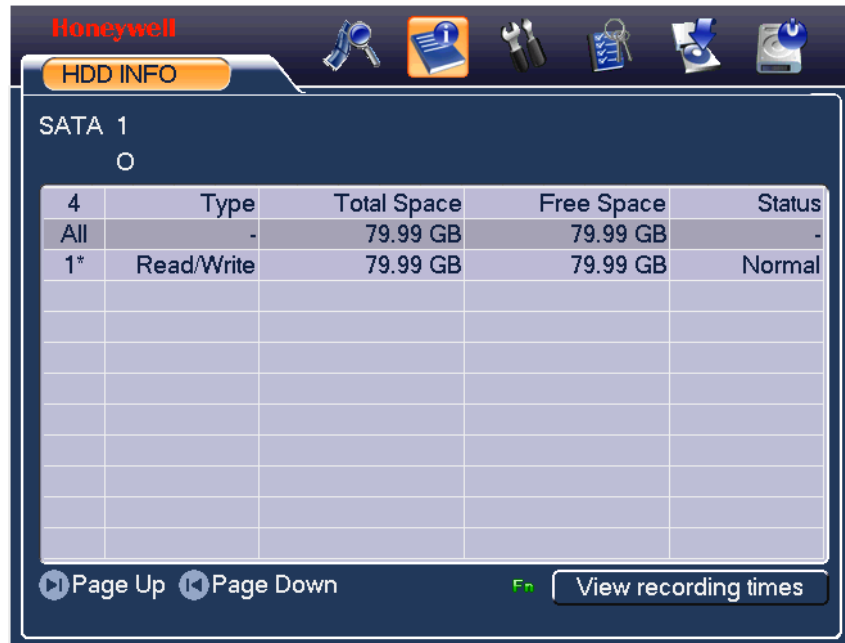 Honeywell
HDD INFO
SATA 1
O
4 Type Total Space Free Space Status
All - 79.99 GB 79.99 GB -
1* Read/Write 79.99 GB 79.99 GB Normal
Page Up Page Down Fn View recording times